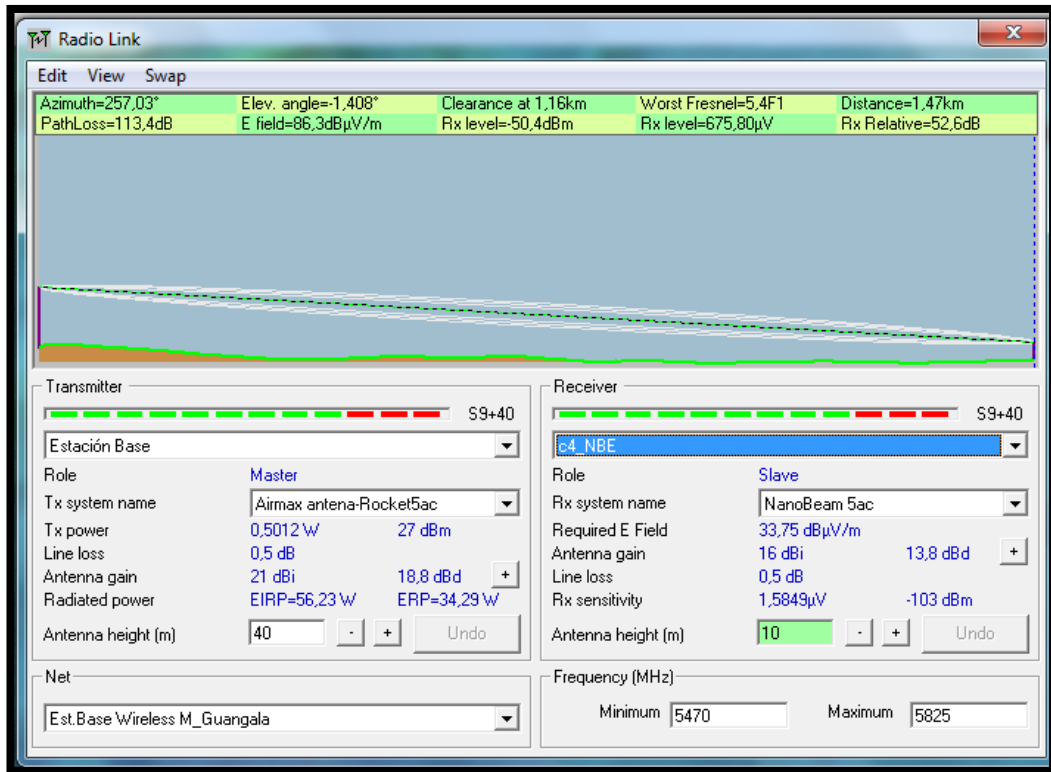 Radio Link
Edit View Swap
Azimuth=257,03° Elev. angle=-1,408° Clearance at 1,16km Worst Fresnel=5,4F1 Distance=1,47km
PathLoss=113,4dB E field=86,3dBµV/m Rx level=-50,4dBm Rx level=675,80µV Rx Relative=52,6dB
Transmitter
S9+40
Estación Base
Role Master
Tx system name Airmax antena-Rocket5ac
Tx power 0,5012 W 27 dBm
Line loss 0,5 dB
Antenna gain 21 dBi 18,8 dBd +
Radiated power EIRP=56,23 W ERP=34,29 W
Antenna height (m) 40 - + Undo
Receiver
S9+40
c4_NBE
Role Slave
Rx system name NanoBeam 5ac
Required E Field 33,75 dBµV/m
Antenna gain 16 dBi 13,8 dBd +
Line loss 0,5 dB
Rx sensitivity 1,5849µV -103 dBm
Antenna height (m) 10 - + Undo
Net
Est.Base Wireless M_Guangala
Frequency (MHz)
Minimum 5470 Maximum 5825